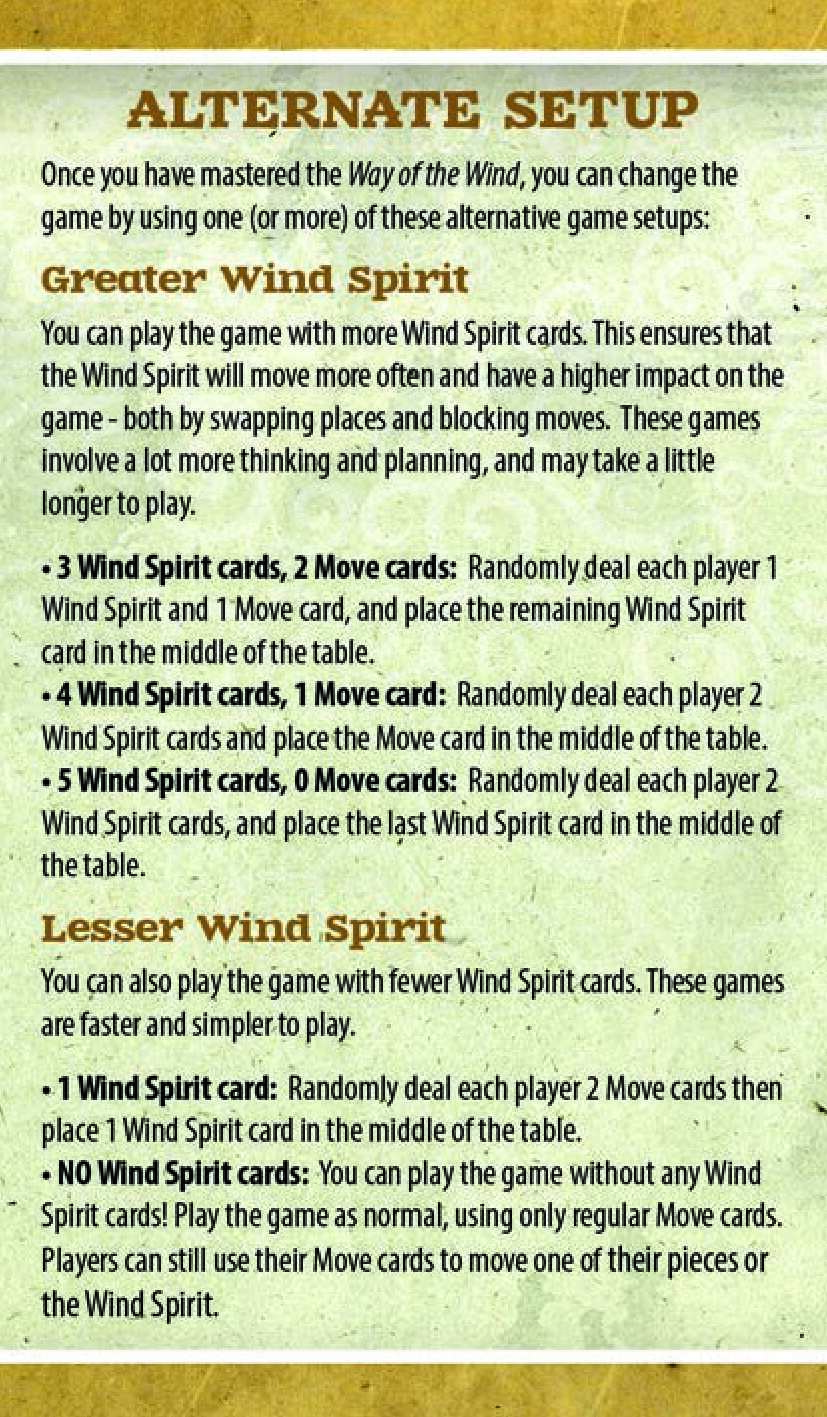 ALTERNATE SETUP
Once you have mastered the Way of the Wind, you can change the
game by using one (or more) of these alternative game setups:
Greater Wind Spirit
You can play the game with more Wind Spirit cards. This ensures that
the Wind Spirit will move more often and have a higher impact on the
game - both by swapping places and blocking moves. These games
involve a lot more thinking and planning, and may take a little
longer to play.
• 3 Wind Spirit cards, 2 Move cards: Randomly deal each player 1
Wind Spirit and 1 Move card, and place the remaining Wind Spirit
card in the middle of the table.
• 4 Wind Spirit cards, 1 Move card: Randomly deal each player 2
Wind Spirit cards and place the Move card in the middle of the table.
• 5 Wind Spirit cards, 0 Move cards: Randomly deal each player 2
Wind Spirit cards, and place the last Wind Spirit card in the middle of
the table.
Lesser Wind Spirit
You can also play the game with fewer Wind Spirit cards. These games
are faster and simpler to play.
• 1 Wind Spirit card: Randomly deal each player 2 Move cards then
place 1 Wind Spirit card in the middle of the table.
• NO Wind Spirit cards: You can play the game without any Wind
Spirit cards! Play the game as normal, using only regular Move cards.
Players can still use their Move cards to move one of their pieces or
the Wind Spirit.